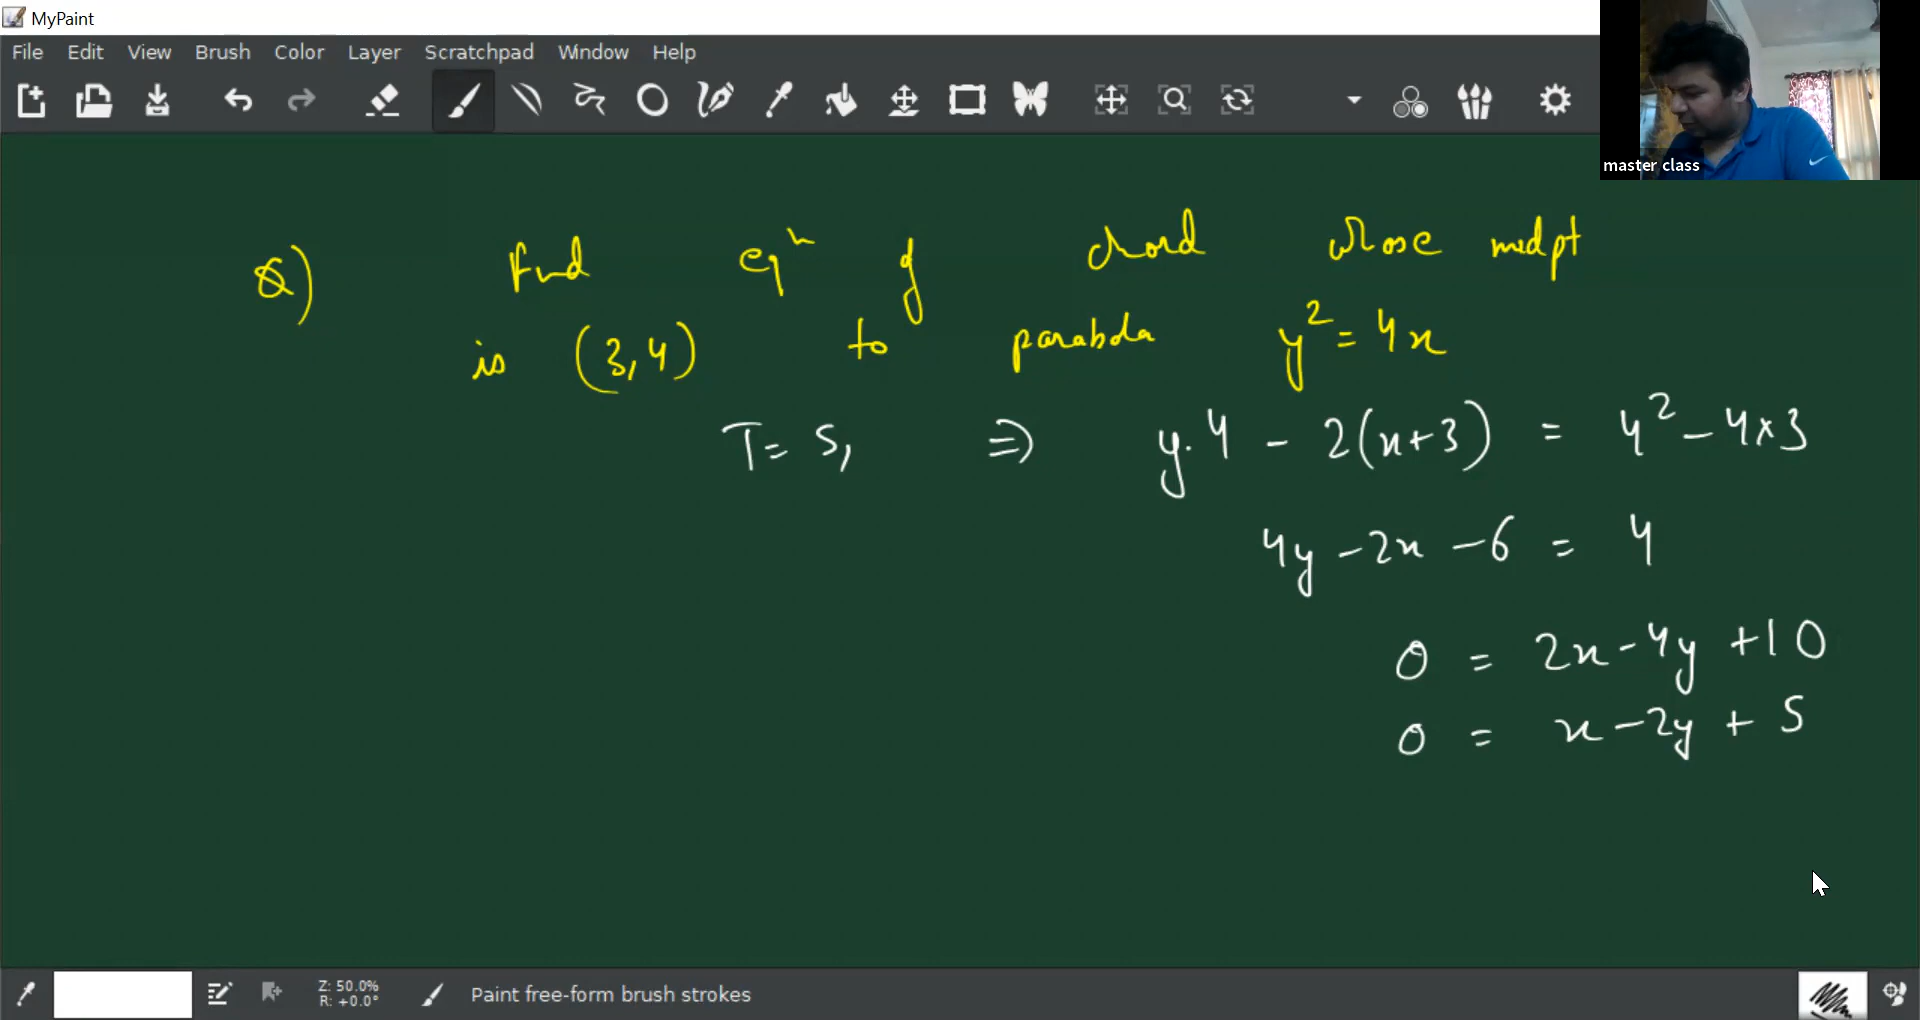 MyPaint
File Edit View Brush Color Layer Scratchpad Window Help
master class
Q) Find eqⁿ of chord whose midpt
is (3,4) to parabola y² = 4x
T = S₁ ⇒ y.4 - 2(x+3) = 4² - 4×3
4y - 2x - 6 = 4
0 = 2x - 4y + 10
0 = x - 2y + 5
Z: 50.0%
R: +0.0°
Paint free-form brush strokes